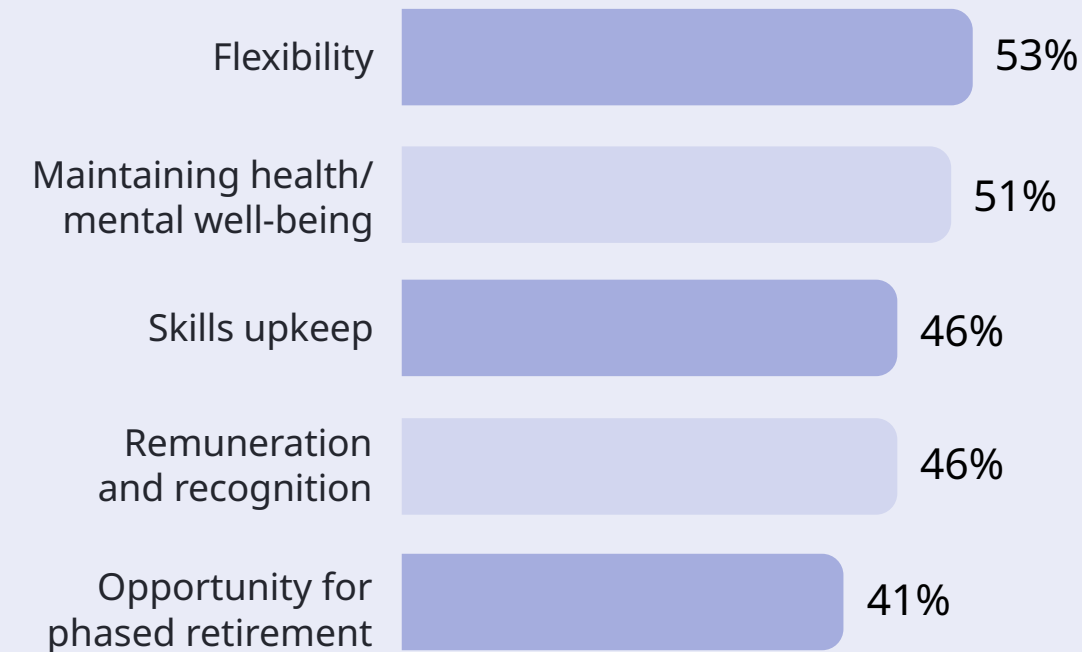 Flexibility
53%
Maintaining health/
mental well-being
51%
Skills upkeep
46%
Remuneration
and recognition
46%
Opportunity for
phased retirement
41%